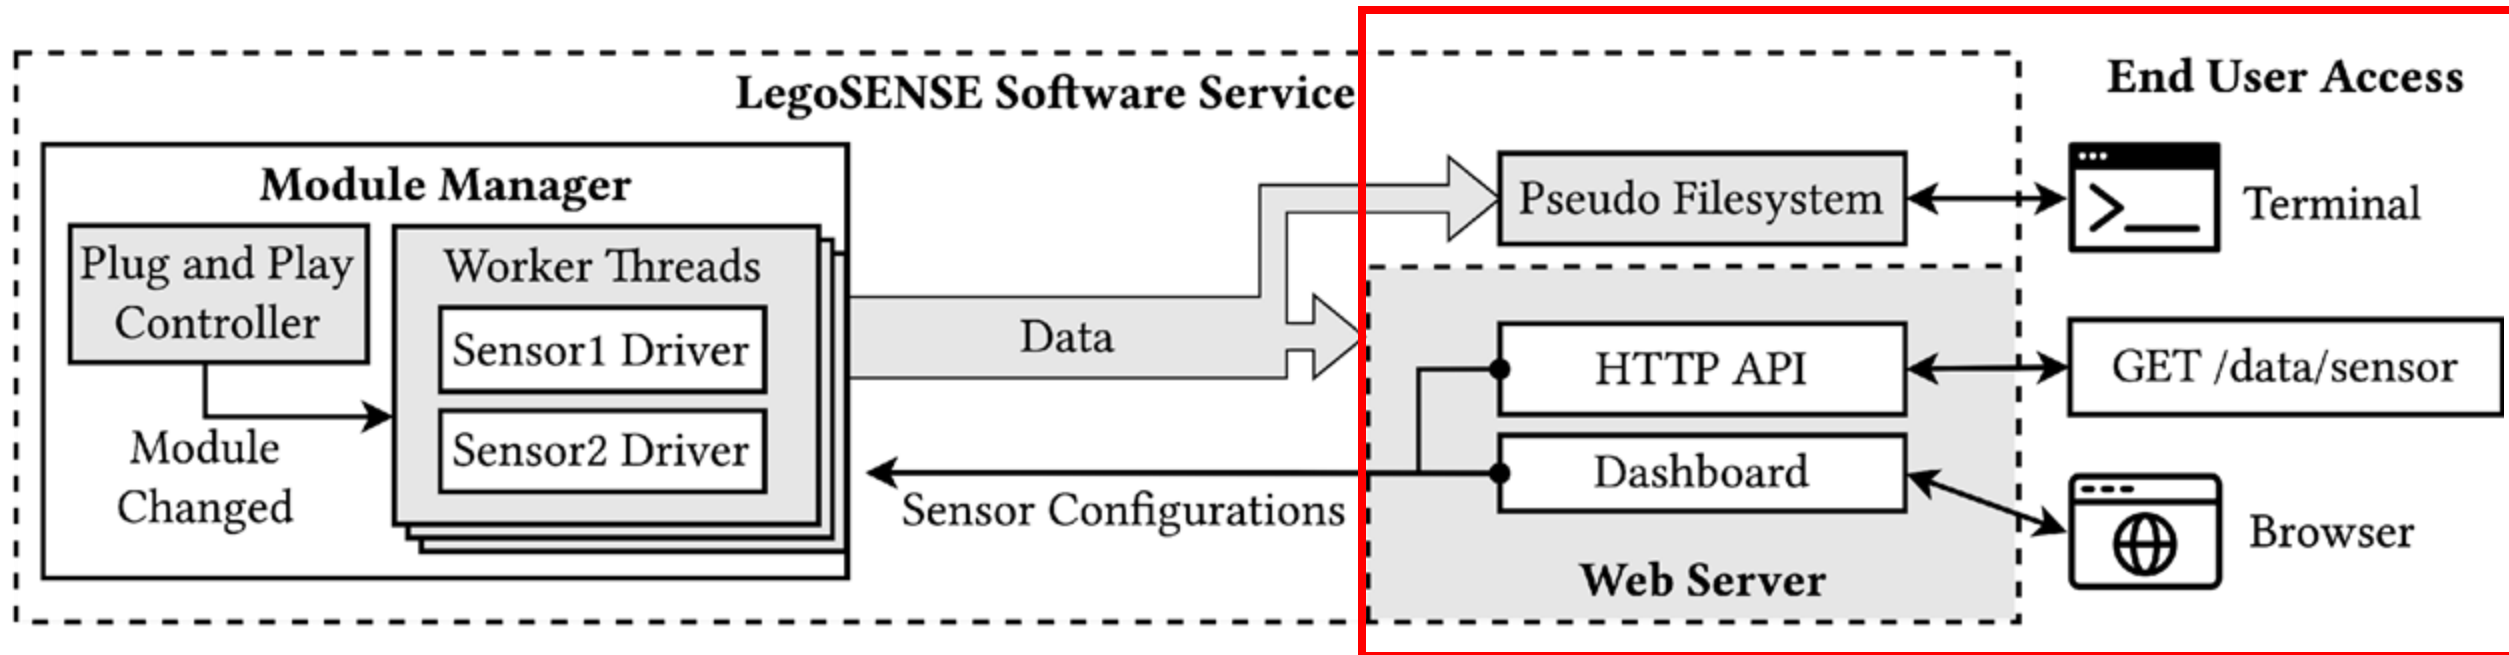 LegoSENSE Software Service
End User Access
Module Manager
Plug and Play
Controller
Worker Threads
Sensor1 Driver
Sensor2 Driver
Module
Changed
Data
Sensor Configurations
Pseudo Filesystem
HTTP API
Dashboard
Web Server
Terminal
GET /data/sensor
Browser